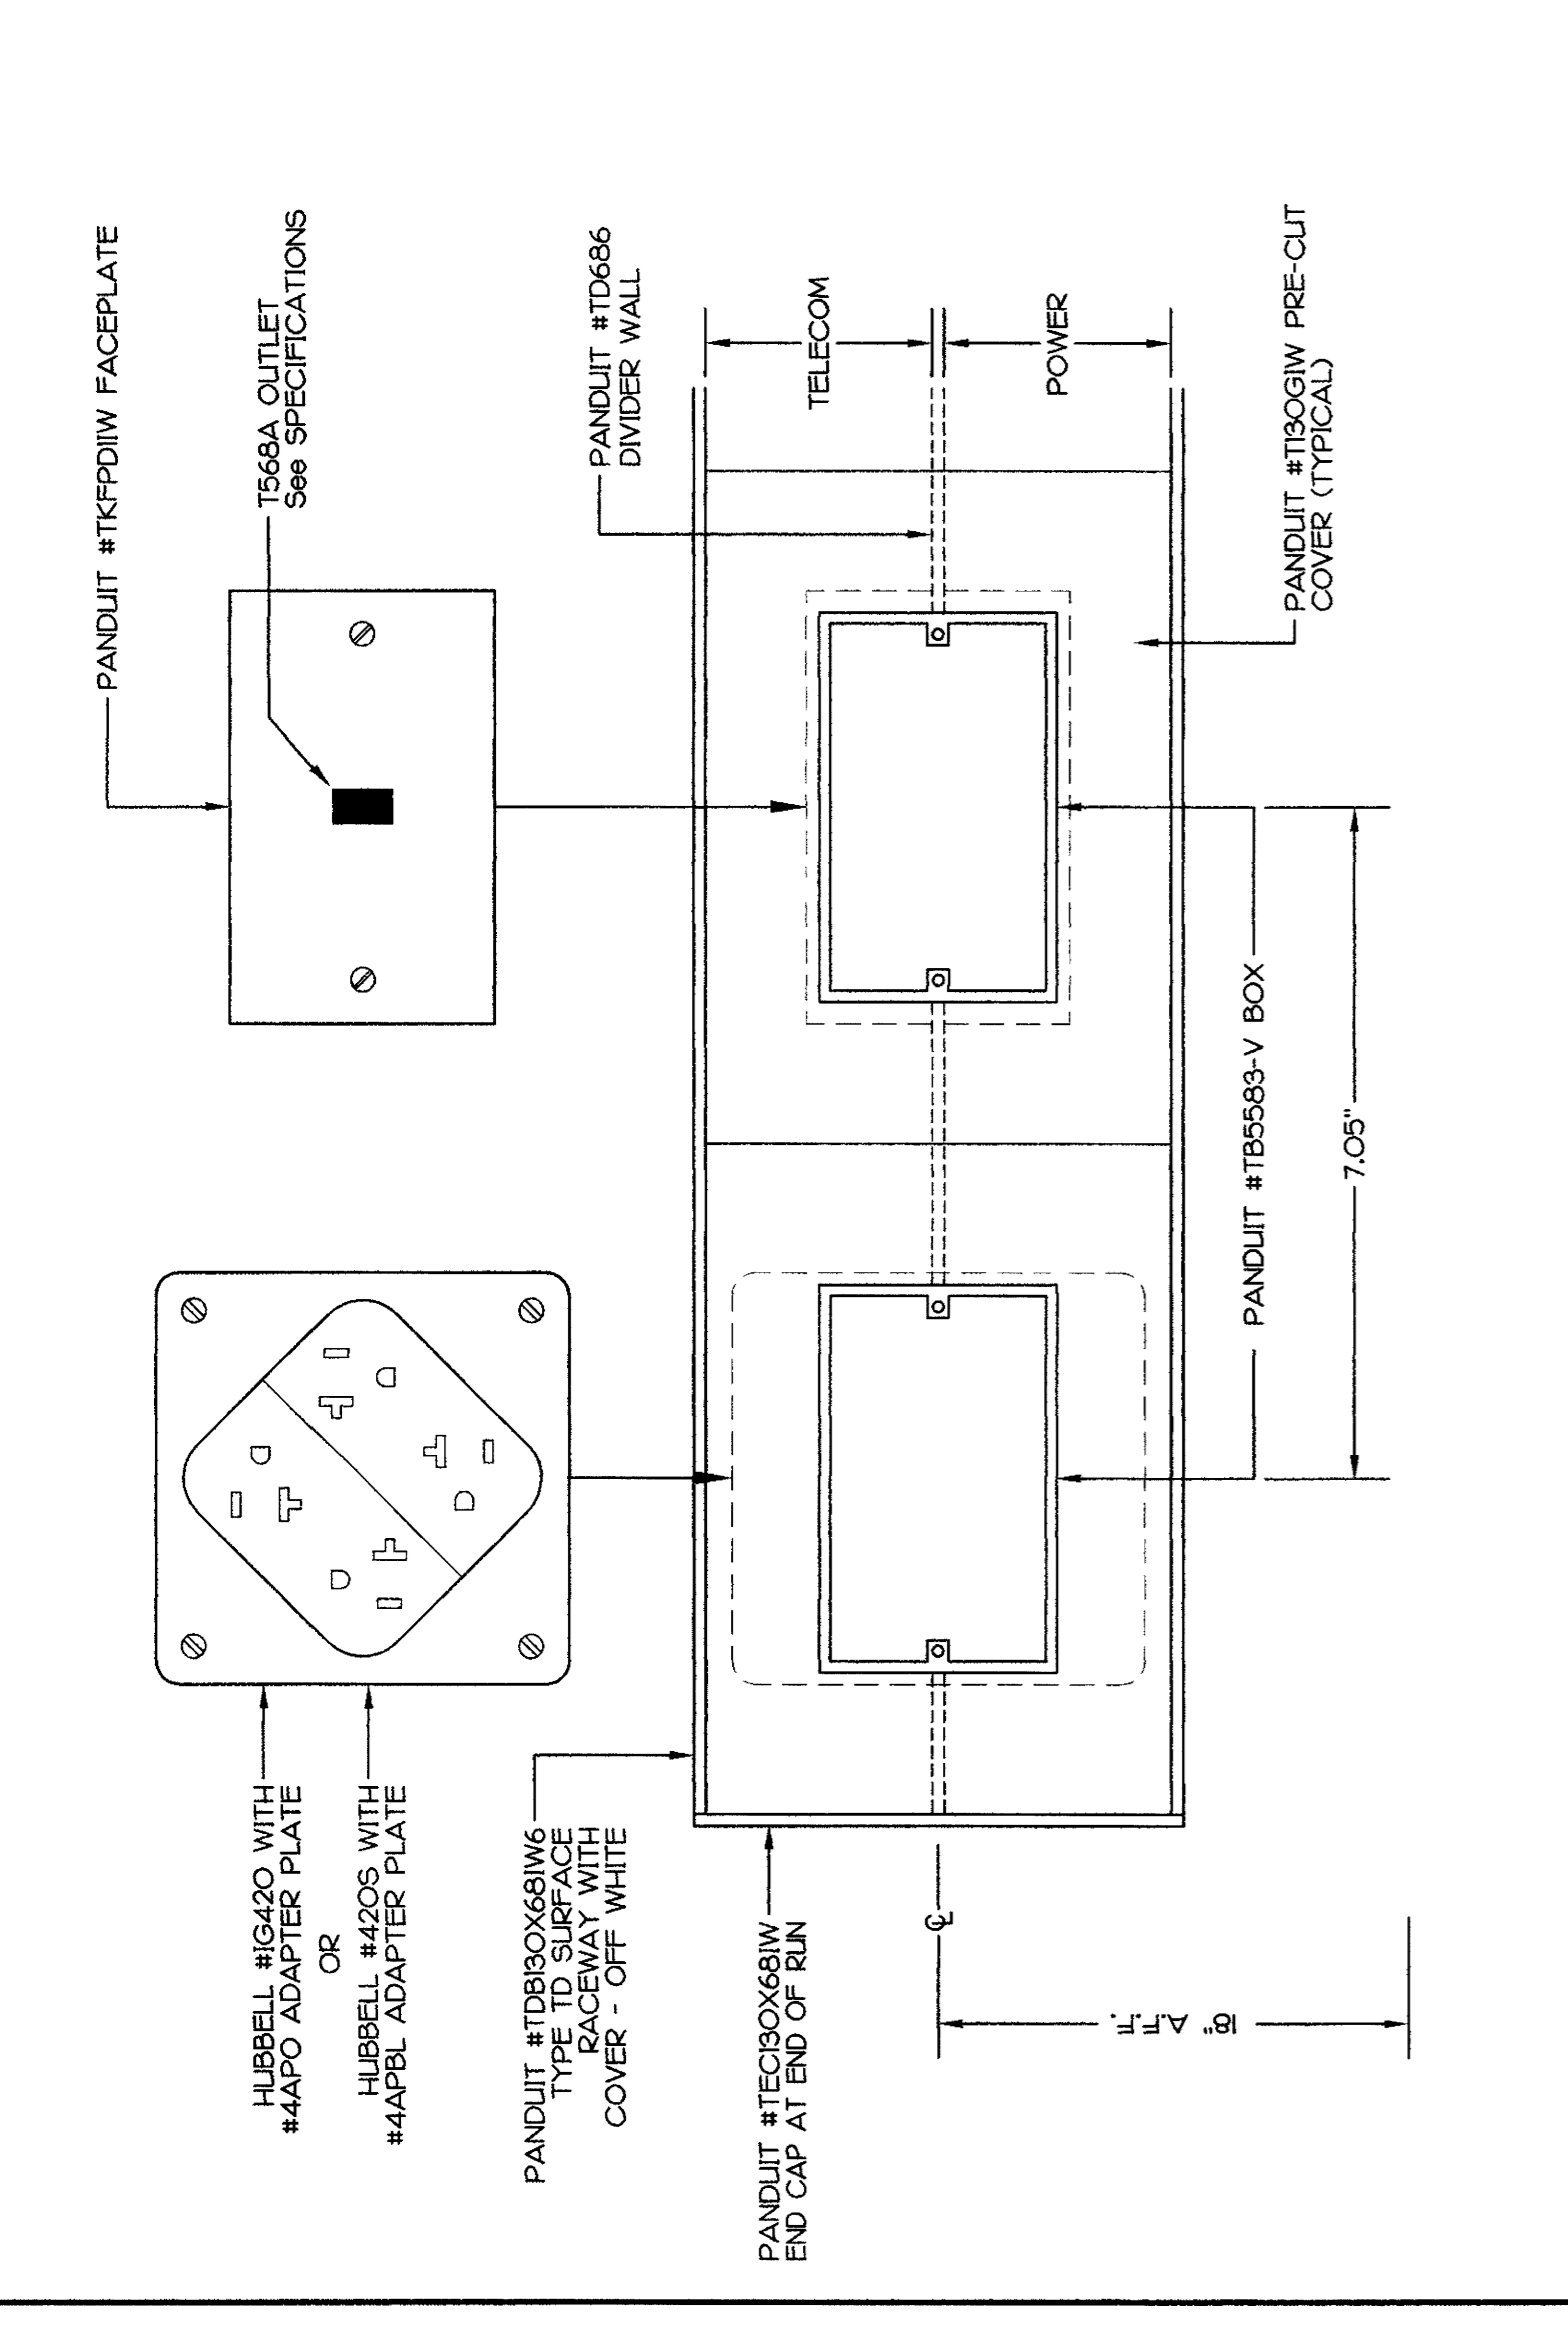 PANDUIT #TKFPD1IW FACEPLATE
T568A OUTLET
See SPECIFICATIONS
HUBBELL #IG420 WITH
#4APO ADAPTER PLATE
OR
HUBBELL #420S WITH
#4APBL ADAPTER PLATE
PANDUIT #TDB130X68IW6
TYPE TD SURFACE
RACEWAY WITH
COVER - OFF WHITE
PANDUIT #TD686
DIVIDER WALL
TELECOM
POWER
PANDUIT #TEC130X68IW
END CAP AT END OF RUN
CL
18" A.F.F.
PANDUIT #TB5583-V BOX
PANDUIT #T130GIW PRE-CUT
COVER (TYPICAL)
7.05"